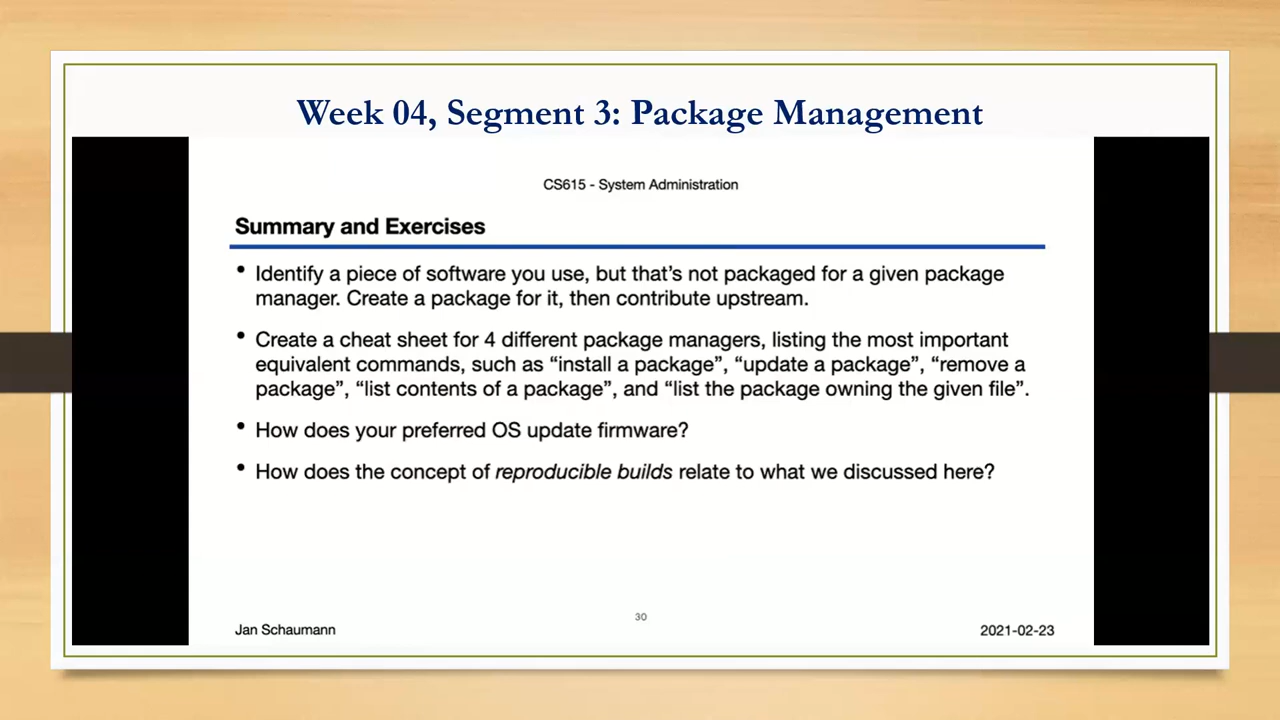 Week 04, Segment 3: Package Management
CS615 - System Administration
Summary and Exercises
• Identify a piece of software you use, but that’s not packaged for a given package
manager. Create a package for it, then contribute upstream.
• Create a cheat sheet for 4 different package managers, listing the most important
equivalent commands, such as “install a package”, “update a package”, “remove a
package”, “list contents of a package”, and “list the package owning the given file”.
• How does your preferred OS update firmware?
• How does the concept of reproducible builds relate to what we discussed here?
30
Jan Schaumann
2021-02-23